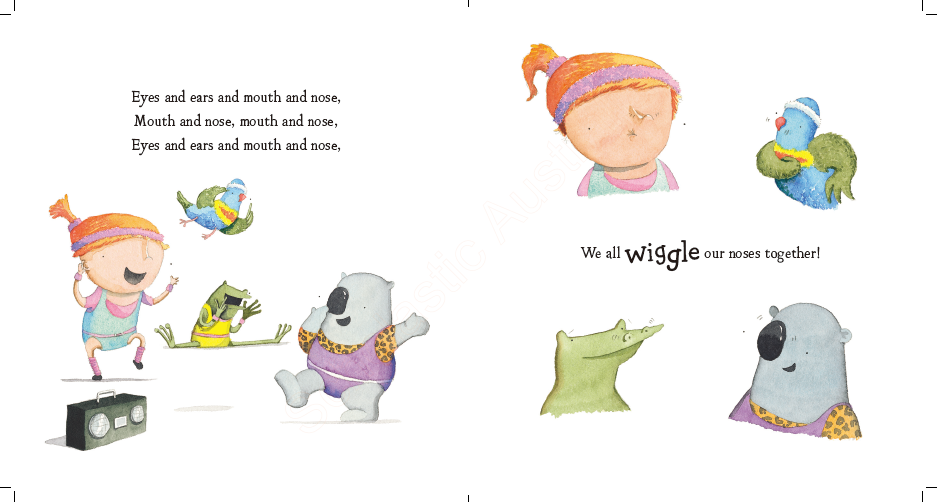 Eyes and ears and mouth and nose,
Mouth and nose, mouth and nose,
Eyes and ears and mouth and nose,
We all wiggle our noses together!